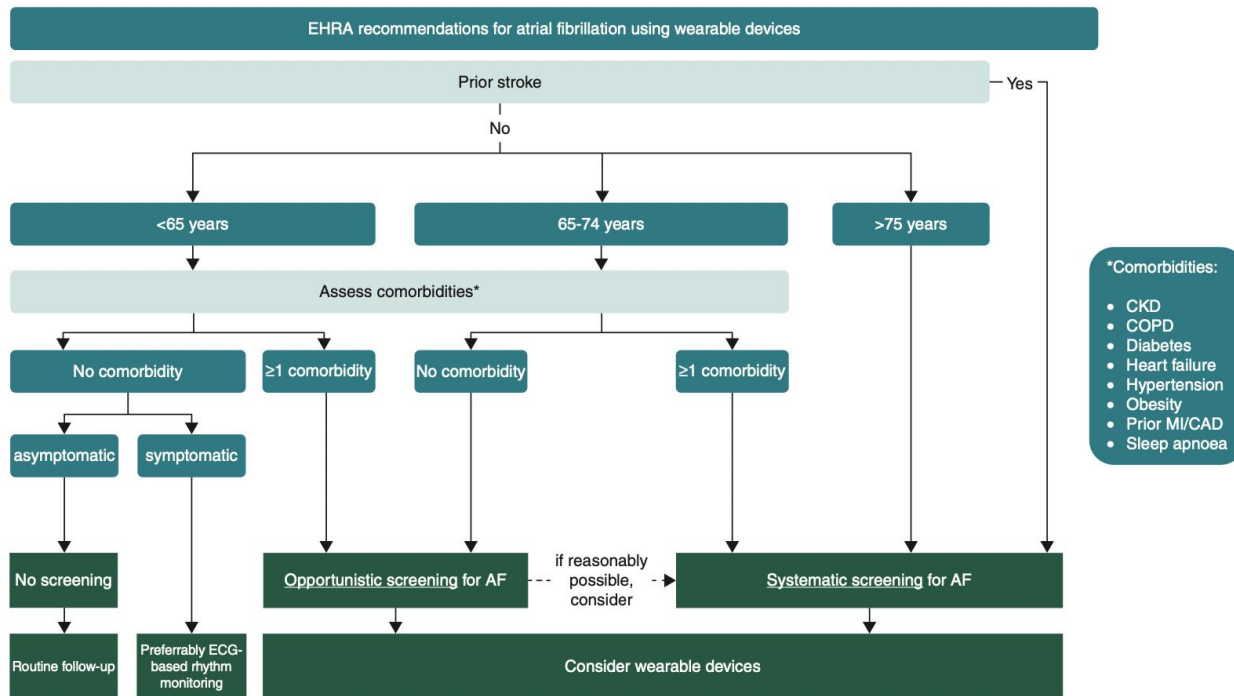 EHRA recommendations for atrial fibrillation using wearable devices
Prior stroke
Yes
No
<65 years
65-74 years
>75 years
Assess comorbidities*
No comorbidity
≥1 comorbidity
No comorbidity
≥1 comorbidity
asymptomatic
symptomatic
*Comorbidities:
• CKD
• COPD
• Diabetes
• Heart failure
• Hypertension
• Obesity
• Prior MI/CAD
• Sleep apnoea
No screening
Opportunistic screening for AF
if reasonably
possible,
consider
Systematic screening for AF
Routine follow-up
Preferrably ECG-
based rhythm
monitoring
Consider wearable devices